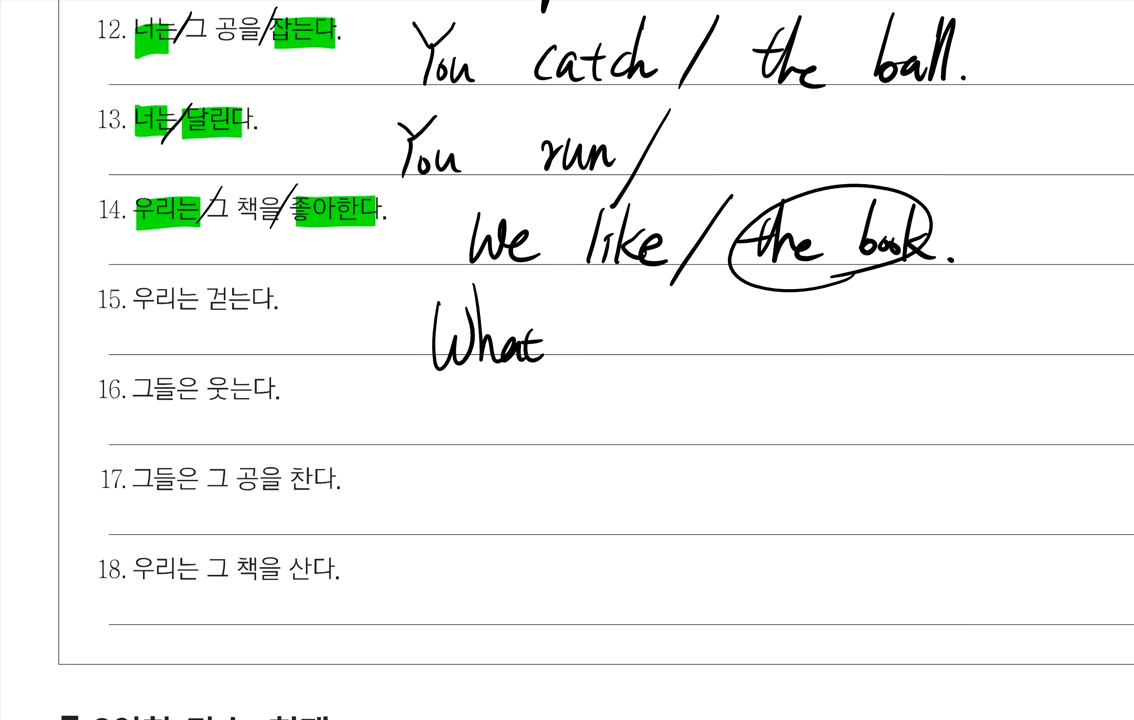 12. 너는/그 공을/잡는다. You catch / the ball.
13. 너는/달린다. You run /
14. 우리는/그 책을/좋아한다. We like / the book.
15. 우리는 걷는다. What
16. 그들은 웃는다.
17. 그들은 그 공을 찬다.
18. 우리는 그 책을 산다.